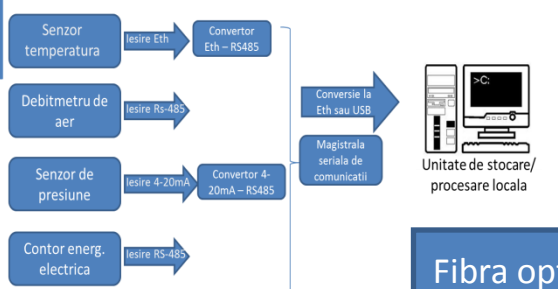 Senzor
temperatura
Iesire Eth
Convertor
Eth – RS485
Debitmetru de
aer
Iesire Rs-485
Conversie la
Eth sau USB
>C:
Magistrala
seriala de
comunicatii
Unitate de stocare/
procesare locala
Senzor de
presiune
Iesire 4-20mA
Convertor 4-
20mA – RS485
Contor energ.
electrica
Iesire RS-485
Fibra